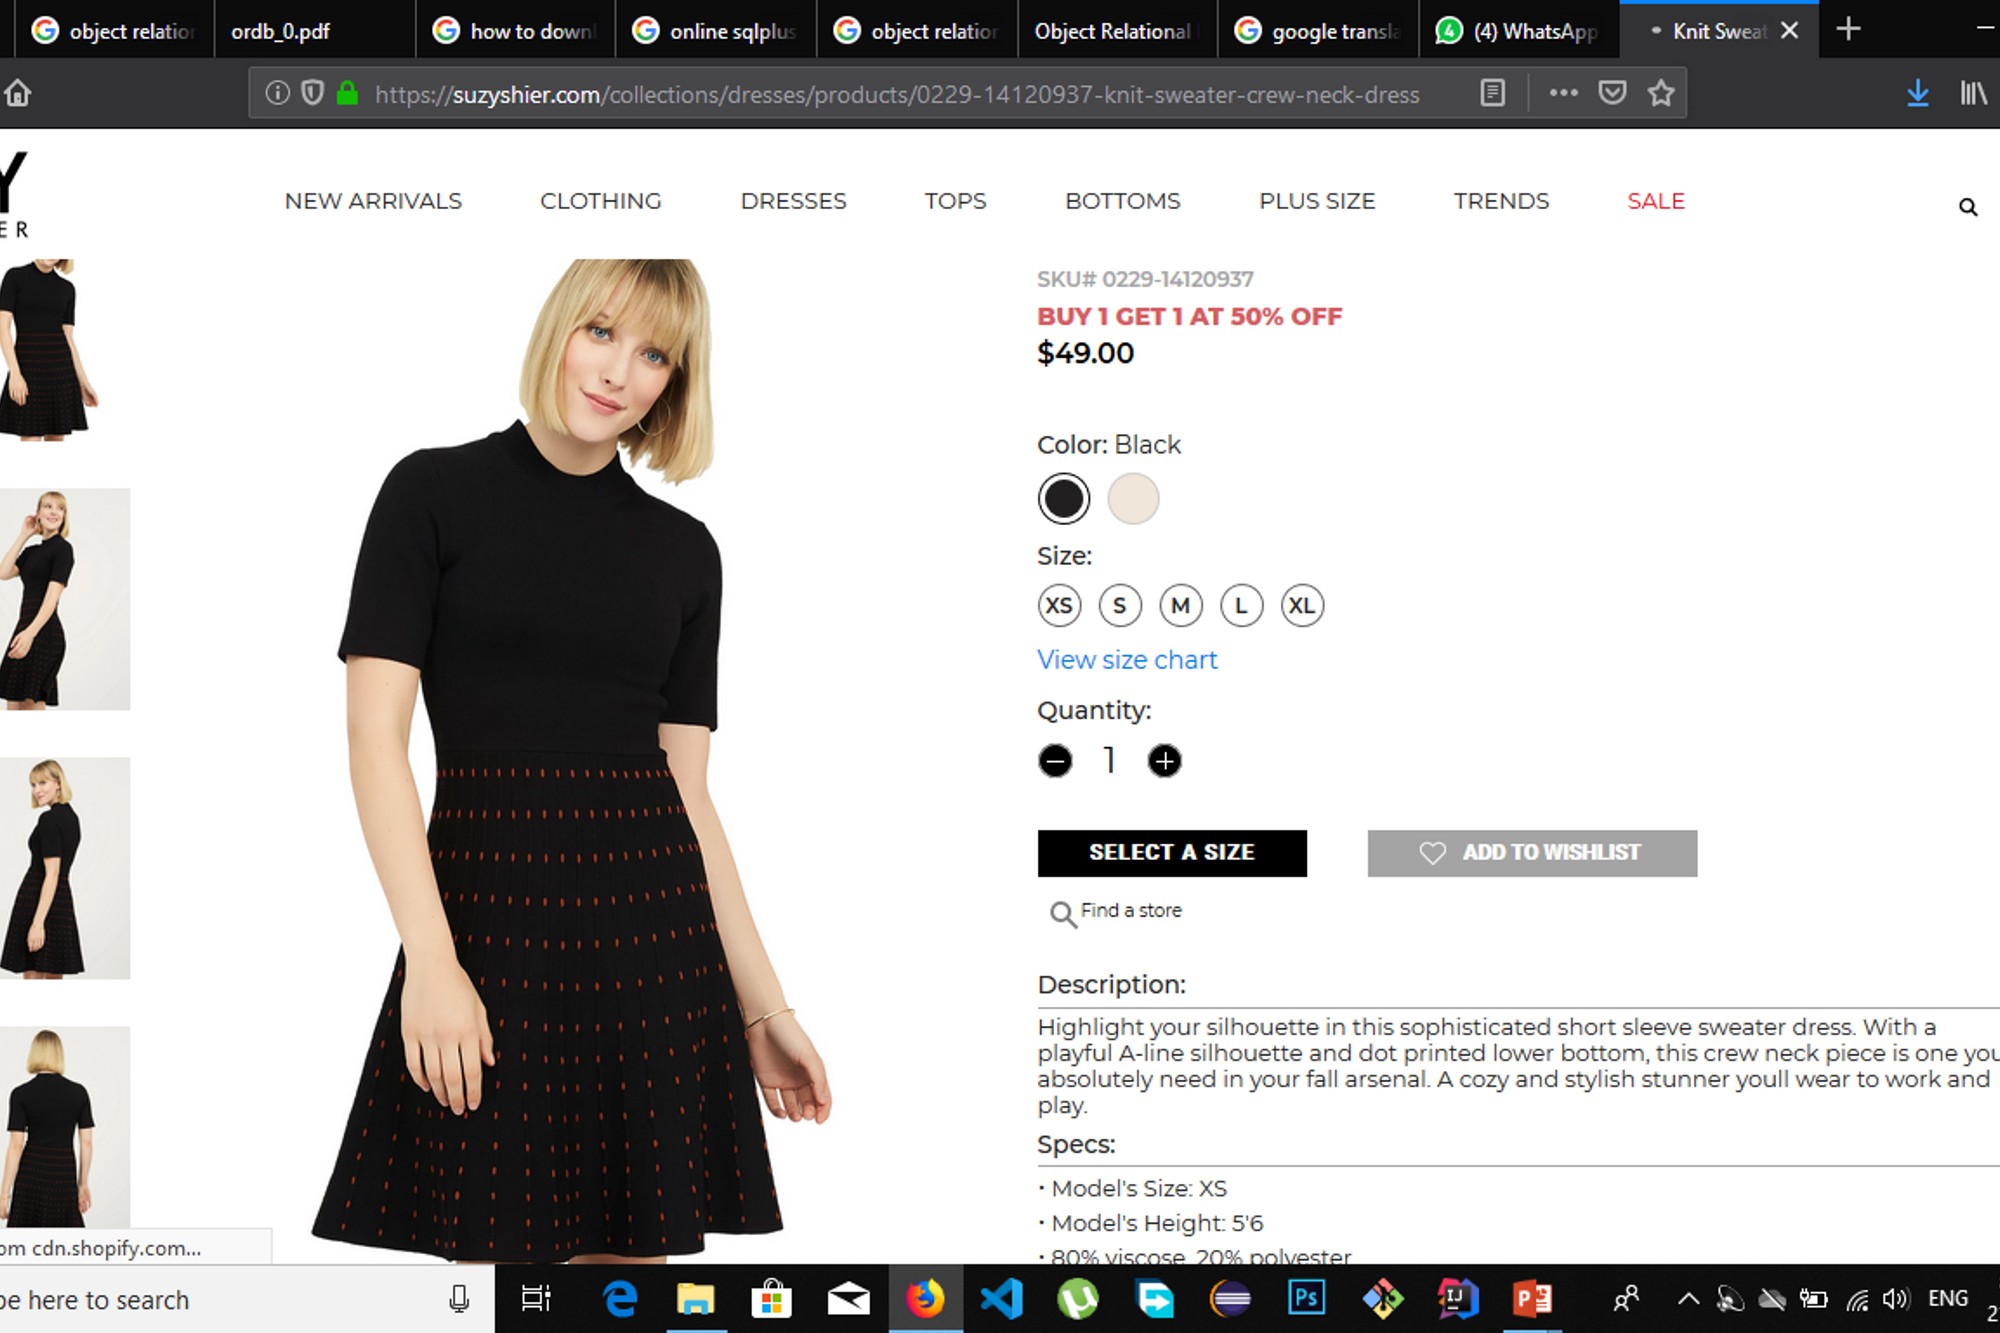 object relatio
ordb_0.pdf
how to downl
online sqlplus
object relation
Object Relational
google transla
(4) WhatsApp
Knit Sweat
https://suzyshier.com/collections/dresses/products/0229-14120937-knit-sweater-crew-neck-dress
Y
ER
NEW ARRIVALS
CLOTHING
DRESSES
TOPS
BOTTOMS
PLUS SIZE
TRENDS
SALE
SKU# 0229-14120937
BUY 1 GET 1 AT 50% OFF
$49.00
Color: Black
Size:
XS S M L XL
View size chart
Quantity:
1
SELECT A SIZE
ADD TO WISHLIST
Find a store
Description:
Highlight your silhouette in this sophisticated short sleeve sweater dress. With a
playful A-line silhouette and dot printed lower bottom, this crew neck piece is one you
absolutely need in your fall arsenal. A cozy and stylish stunner youll wear to work and
play.
Specs:
· Model's Size: XS
· Model's Height: 5'6
· 80% viscose, 20% polyester
om cdn.shopify.com...
pe here to search
Ps
IJ
P
ENG
2